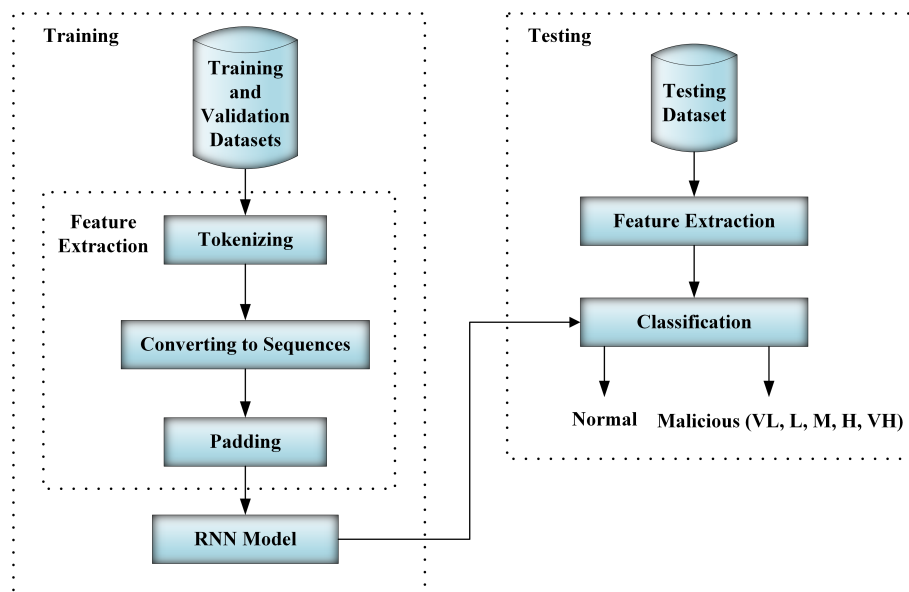 Training
Training
and
Validation
Datasets
Feature
Extraction
Tokenizing
Converting to Sequences
Padding
RNN Model
Testing
Testing
Dataset
Feature Extraction
Classification
Normal
Malicious (VL, L, M, H, VH)